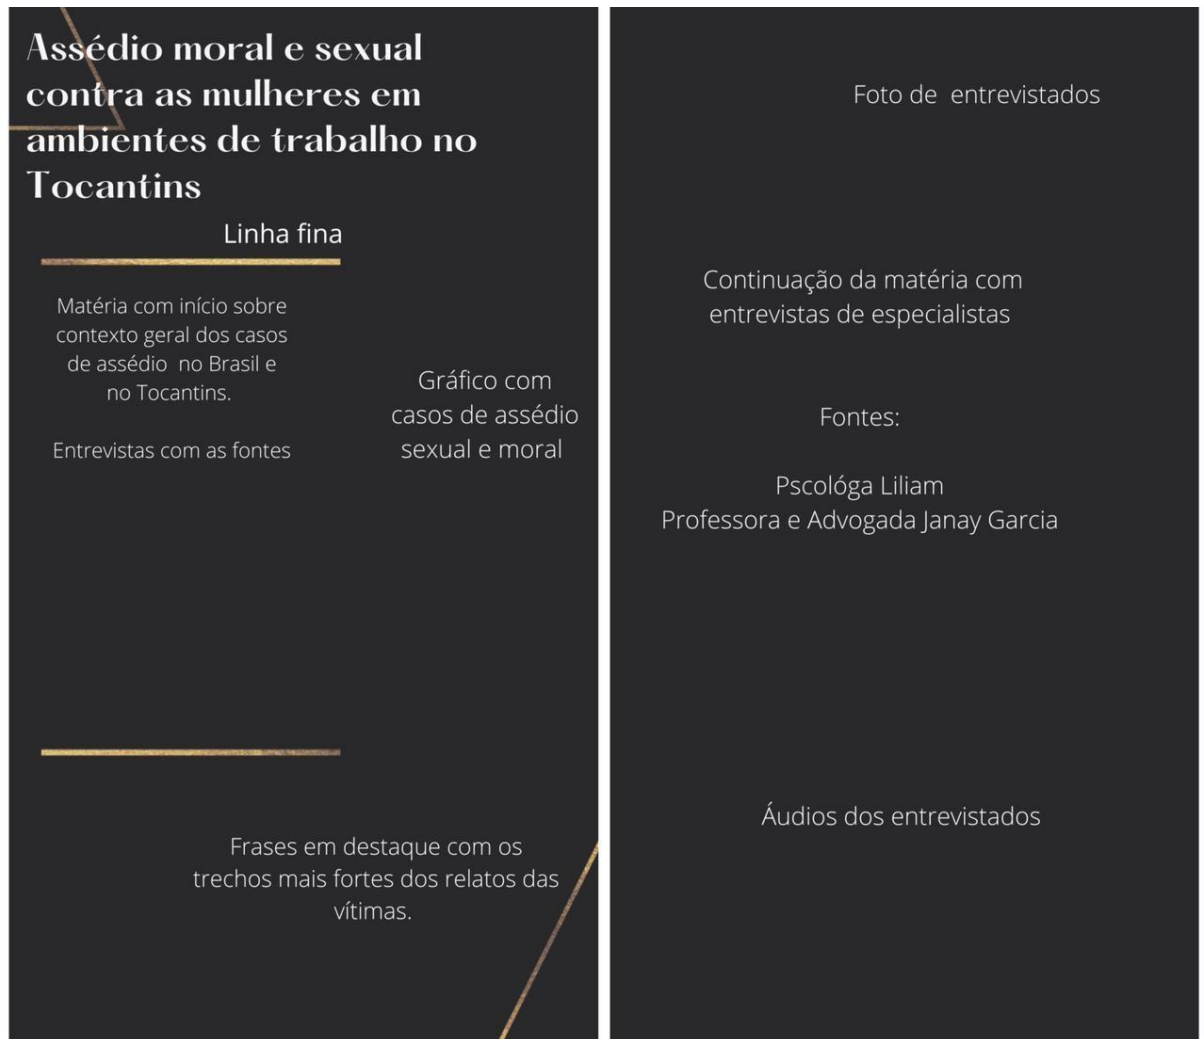 Assédio moral e sexual
contra as mulheres em
ambientes de trabalho no
Tocantins
Linha fina
Matéria com início sobre
contexto geral dos casos
de assédio no Brasil e
no Tocantins.
Entrevistas com as fontes
Gráfico com
casos de assédio
sexual e moral
Frases em destaque com os
trechos mais fortes dos relatos das
vítimas.
Foto de entrevistados
Continuação da matéria com
entrevistas de especialistas
Fontes:
Pscológa Liliam
Professora e Advogada Janay Garcia
Áudios dos entrevistados